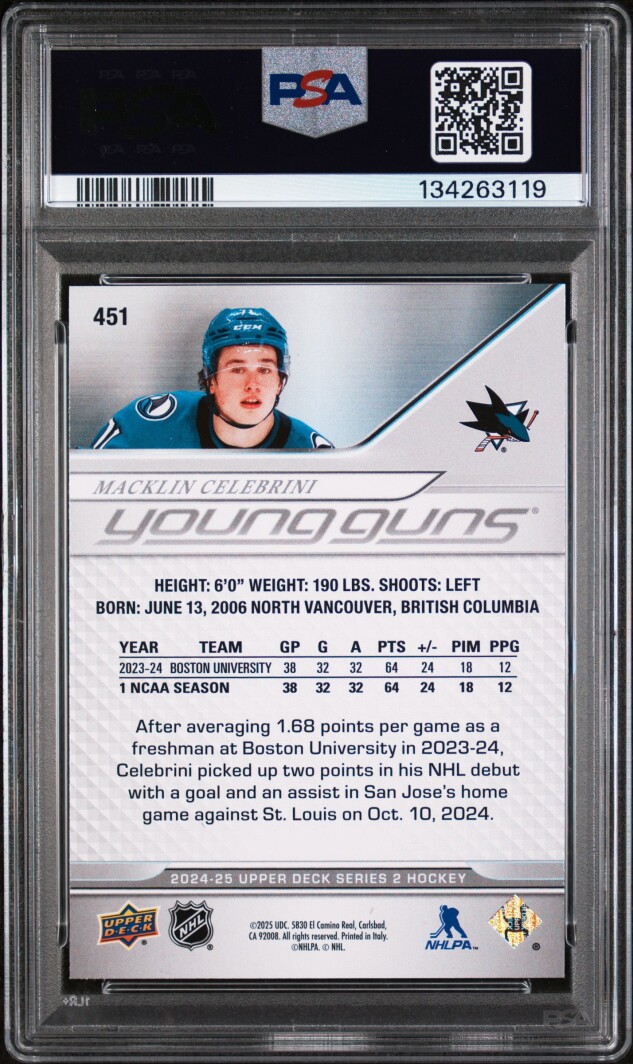 PSA
134263119
451
CCM
MACKLIN CELEBRINI
young guns®
HEIGHT: 6'0" WEIGHT: 190 LBS. SHOOTS: LEFT
BORN: JUNE 13, 2006 NORTH VANCOUVER, BRITISH COLUMBIA
YEAR TEAM GP G A PTS +/- PIM PPG
2023-24 BOSTON UNIVERSITY 38 32 32 64 24 18 12
1 NCAA SEASON 38 32 32 64 24 18 12
After averaging 1.68 points per game as a
freshman at Boston University in 2023-24,
Celebrini picked up two points in his NHL debut
with a goal and an assist in San Jose's home
game against St. Louis on Oct. 10, 2024.
2024-25 UPPER DECK SERIES 2 HOCKEY
UPPER DECK®
NHL®
©2025 UDC. 5830 El Camino Real, Carlsbad,
CA 92008. All rights reserved. Printed in Italy.
©NHLPA. © NHL.
NHLPA™
®
PSA